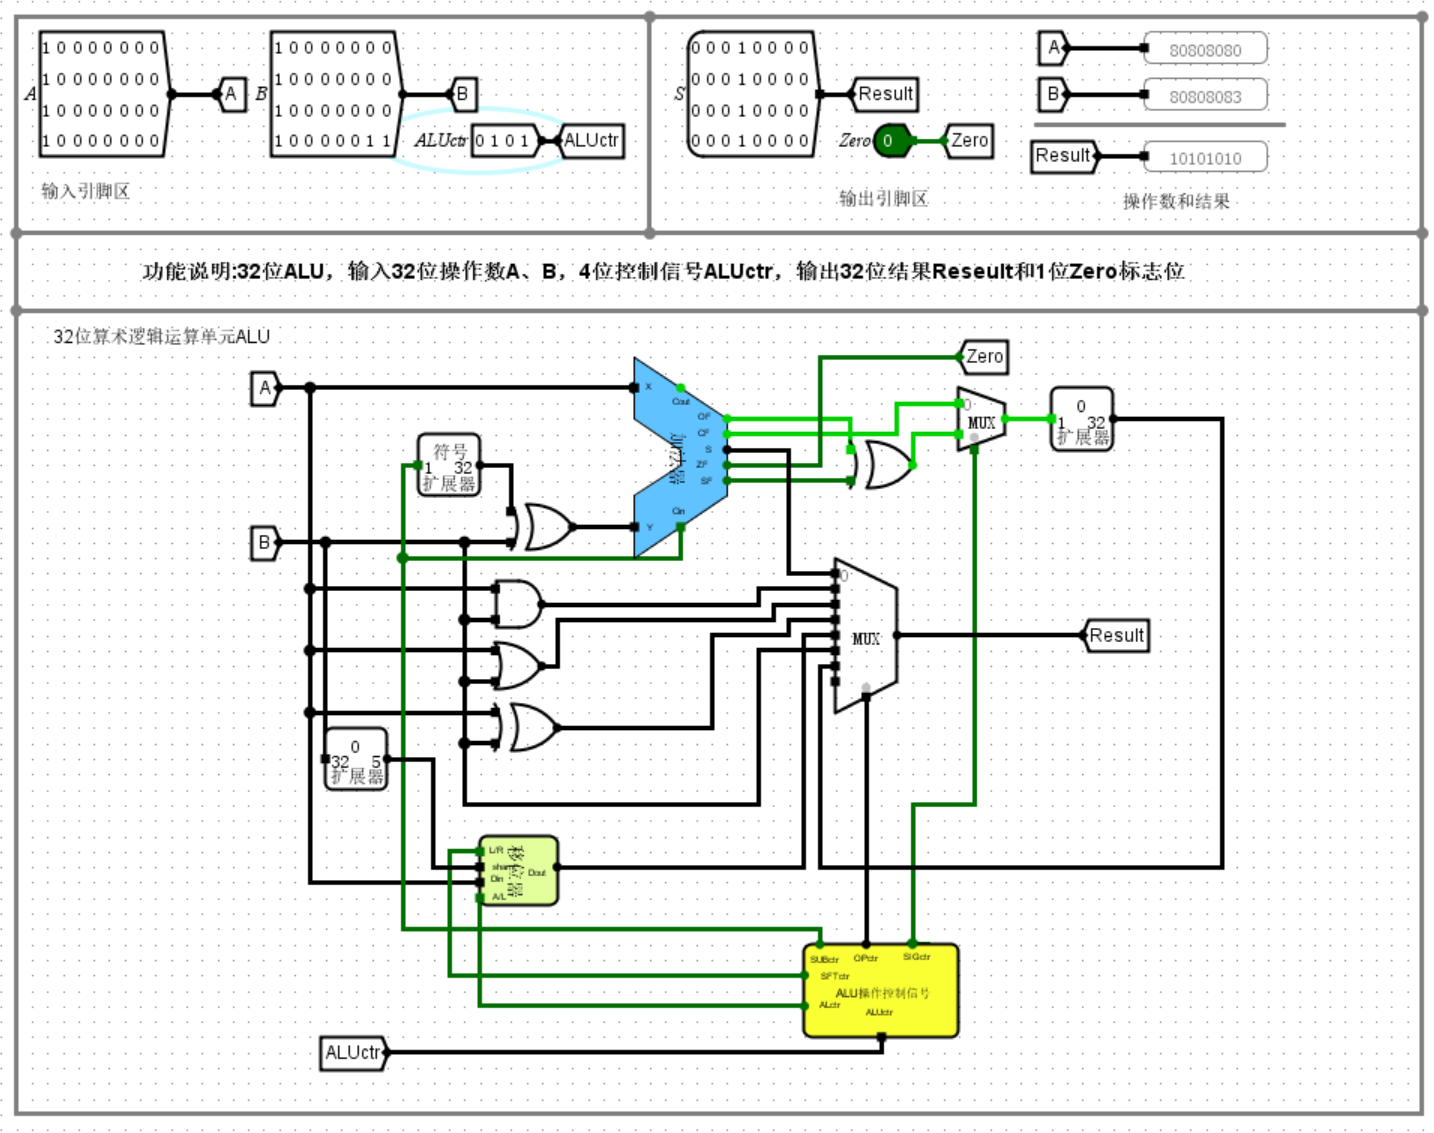 A
1 0 0 0 0 0 0 0
1 0 0 0 0 0 0 0
1 0 0 0 0 0 0 0
1 0 0 0 0 0 0 0
A
B
1 0 0 0 0 0 0 0
1 0 0 0 0 0 0 0
1 0 0 0 0 0 0 0
1 0 0 0 0 0 1 1
B
ALUctr
0 1 0 1
ALUctr
输入引脚区
S
0 0 0 1 0 0 0 0
0 0 0 1 0 0 0 0
0 0 0 1 0 0 0 0
0 0 0 1 0 0 0 0
Result
Zero
0
Zero
输出引脚区
A
80808080
B
80808083
Result
10101010
操作数和结果
功能说明:32位ALU，输入32位操作数A、B，4位控制信号ALUctr，输出32位结果Reseult和1位Zero标志位
32位算术逻辑运算单元ALU
Zero
A
X
Cout
OF
CF
S
ZF
SF
加法器
Cin
Y
0
MUX
0
1 32
扩展器
符号
1 32
扩展器
B
0
MUX
Result
0
32 5
扩展器
L/R
sham
Din
A/L
移位器
Dout
SUBctr
OPctr
SIGctr
SFTctr
ALU操作控制信号
ALctr
ALUctr
ALUctr